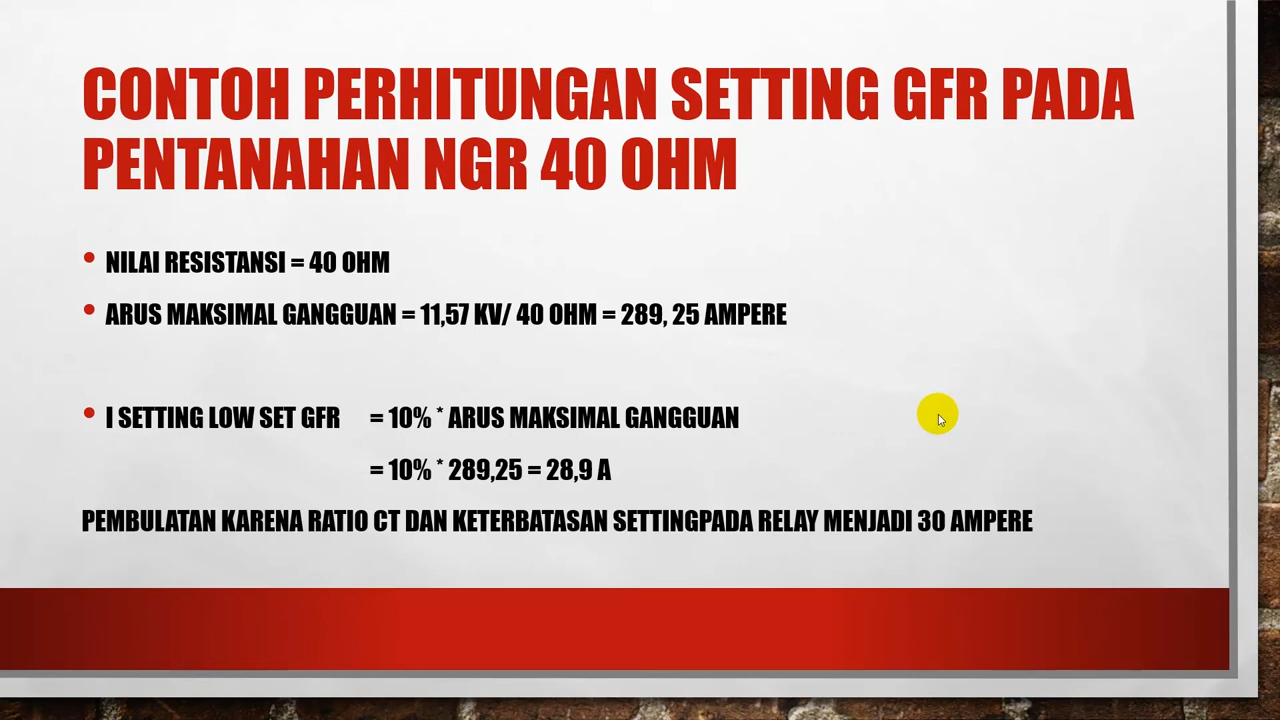 CONTOH PERHITUNGAN SETTING GFR PADA
PENTANAHAN NGR 40 OHM
• NILAI RESISTANSI = 40 OHM
• ARUS MAKSIMAL GANGGUAN = 11,57 KV/ 40 OHM = 289, 25 AMPERE
• I SETTING LOW SET GFR = 10% * ARUS MAKSIMAL GANGGUAN
= 10% * 289,25 = 28,9 A
PEMBULATAN KARENA RATIO CT DAN KETERBATASAN SETTINGPADA RELAY MENJADI 30 AMPERE